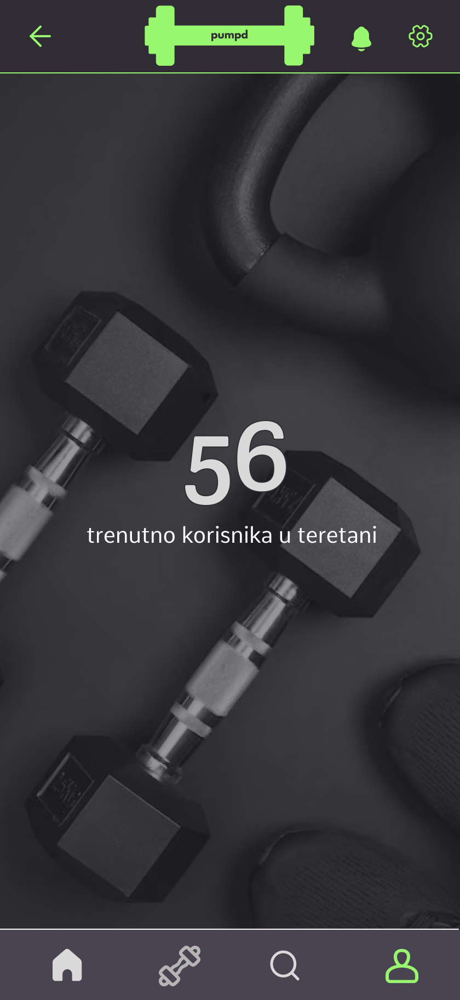 pumpd
56
trenutno korisnika u teretani